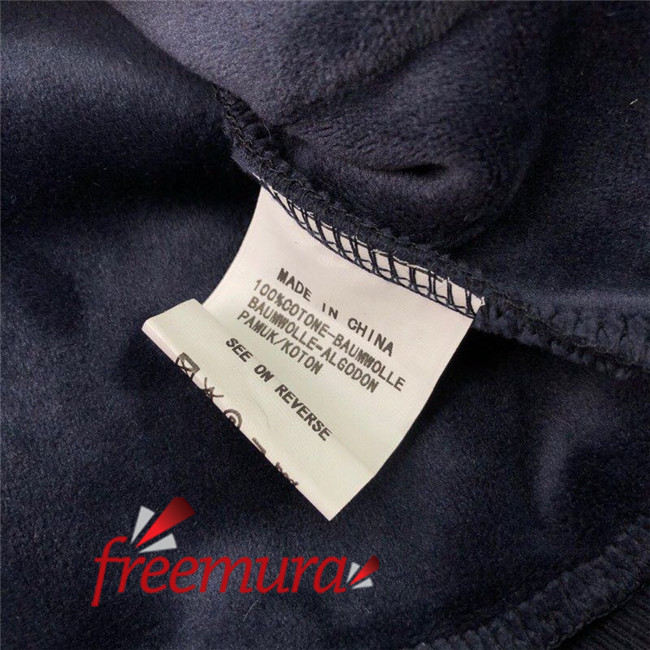 MADE IN CHINA
100%COTONE-BAUMWOLLE
BAUMWOLLE-ALGODON
PAMUK/KOTON
SEE ON REVERSE
freemura